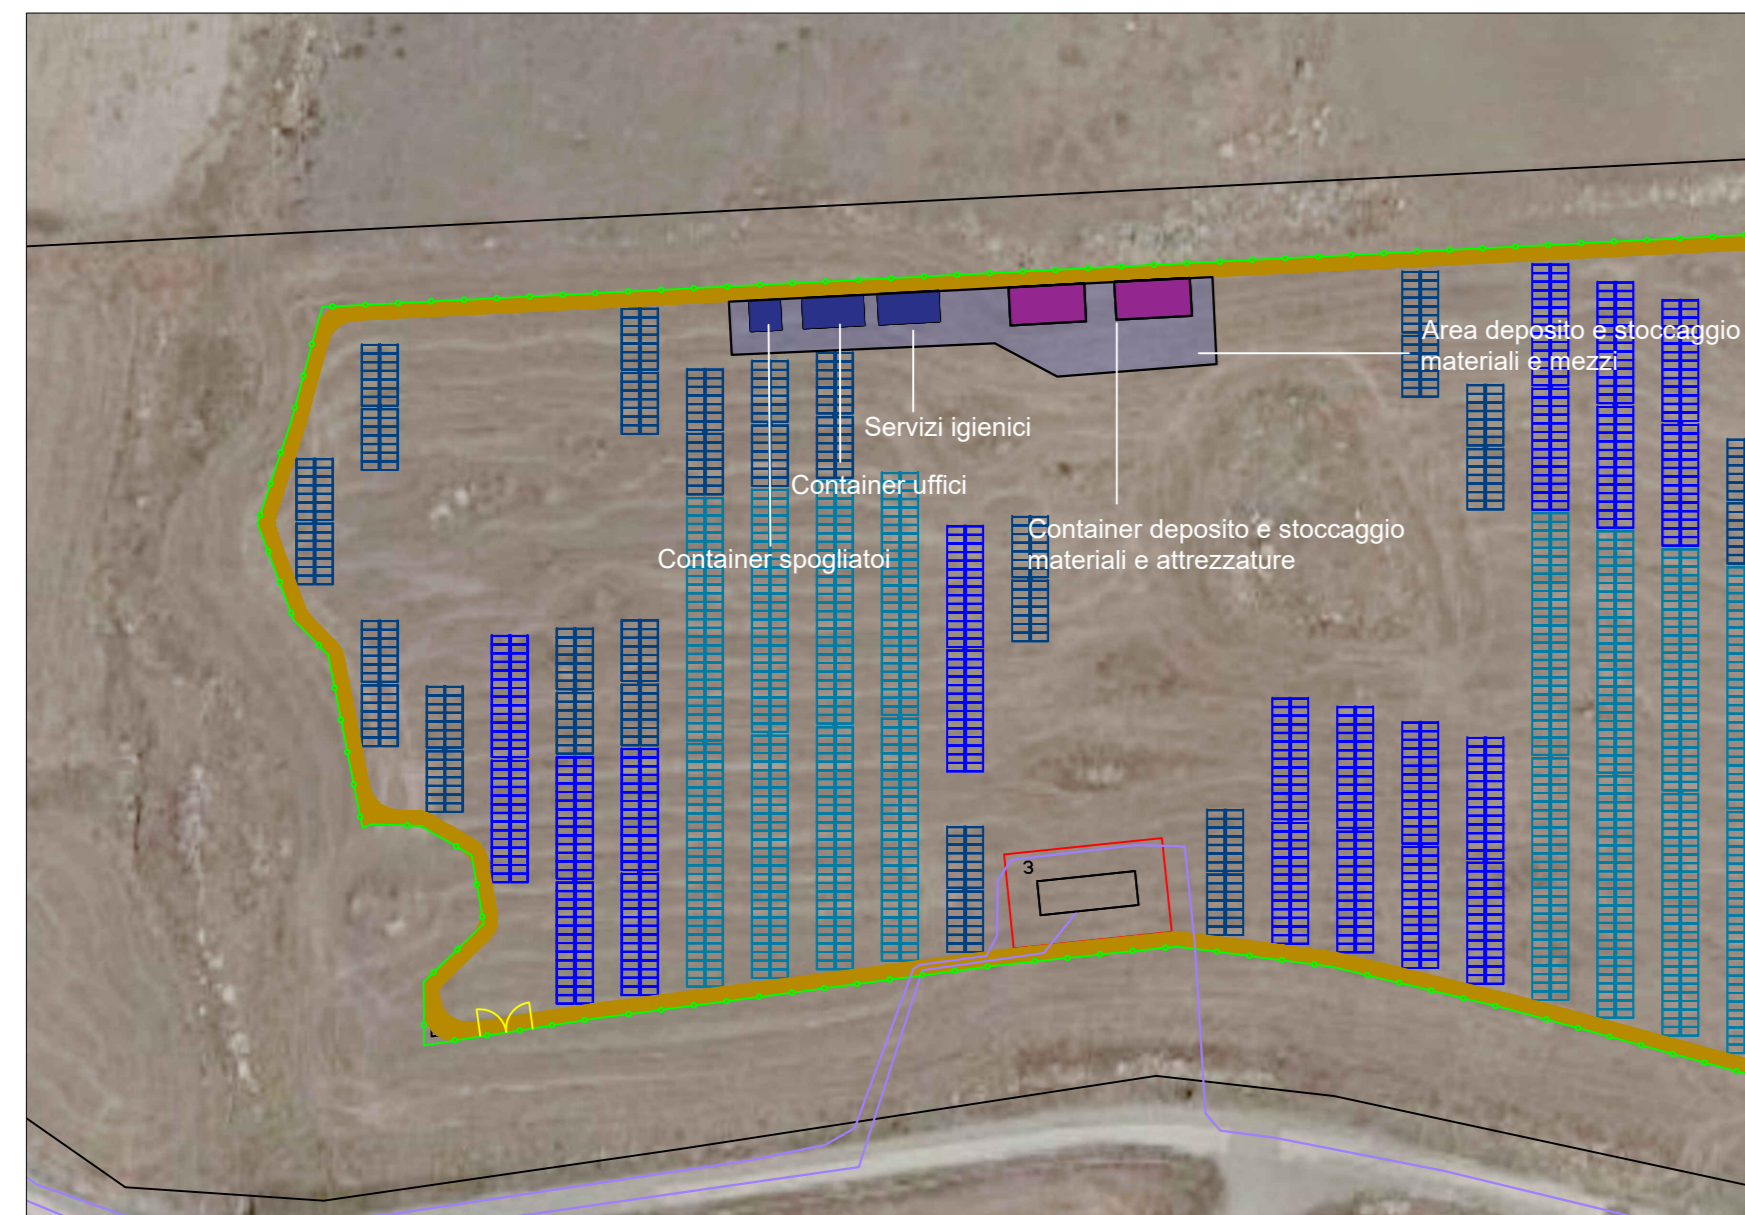 Area deposito e stoccaggio
materiali e mezzi
Servizi igienici
Container uffici
Container deposito e stoccaggio
materiali e attrezzature
Container spogliatoi
3